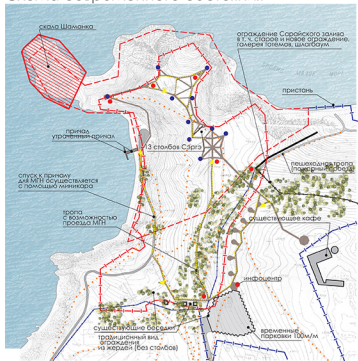 скала Шаманка
ограждение Сарайского залива
в т. ч. старое и новое ограждение,
галерея тотемов, шлагбаум
пристань
причал
утраченный причал
13 столбов Сэргэ
пешеходная тропа
(пожарный проезд)
спуск к причалу
для МГН осуществляется
с помощью миникара
тропа
с возможностью
проезда МГН
существующее кафе
инфоцентр
существующие беседки
традиционный вид
ограждения
из жердей (без столбов)
временные
парковки 100м/м